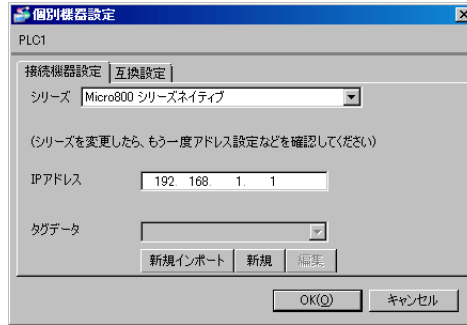 個別機器設定
PLC1
接続機器設定 互換設定
シリーズ Micro800 シリーズネイティブ
(シリーズを変更したら、もう一度アドレス設定などを確認してください)
IPアドレス 192. 168. 1. 1
タグデータ
新規インポート 新規 編集
OK(O) キャンセル